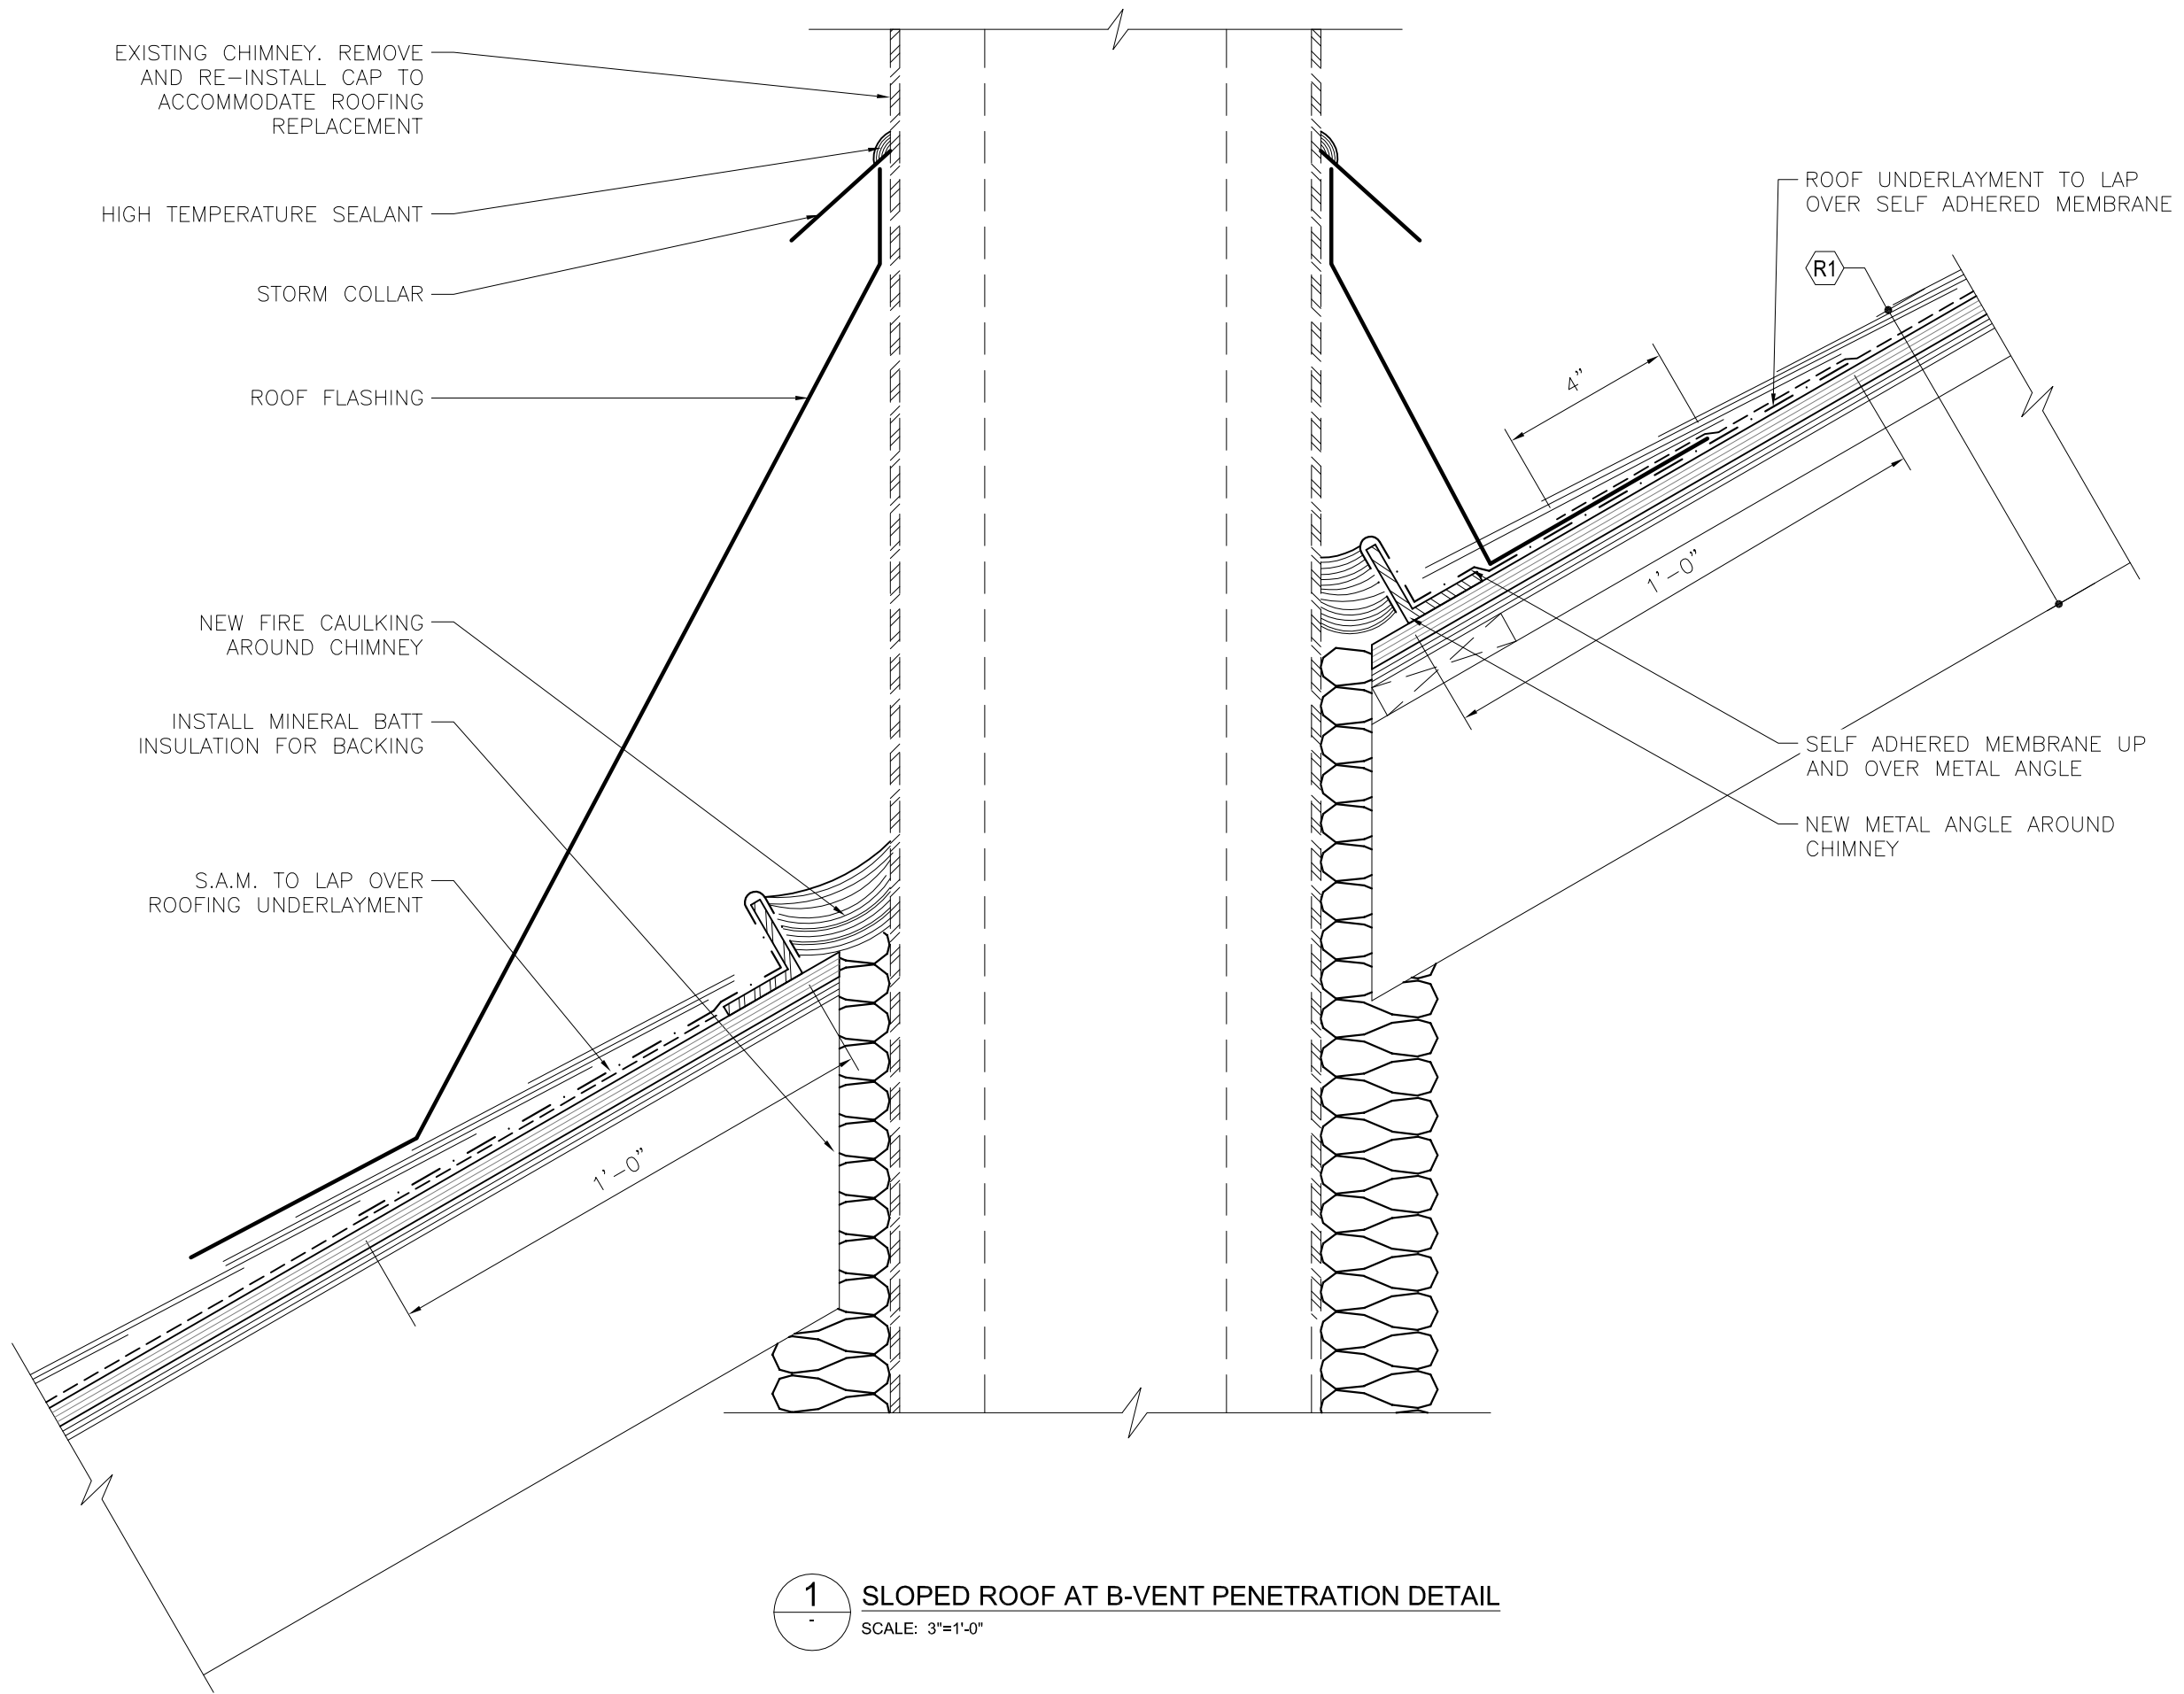 EXISTING CHIMNEY. REMOVE
AND RE-INSTALL CAP TO
ACCOMMODATE ROOFING
REPLACEMENT
HIGH TEMPERATURE SEALANT
STORM COLLAR
ROOF FLASHING
NEW FIRE CAULKING
AROUND CHIMNEY
INSTALL MINERAL BATT
INSULATION FOR BACKING
S.A.M. TO LAP OVER
ROOFING UNDERLAYMENT
1'-0"
ROOF UNDERLAYMENT TO LAP
OVER SELF ADHERED MEMBRANE
R1
4"
1'-0"
SELF ADHERED MEMBRANE UP
AND OVER METAL ANGLE
NEW METAL ANGLE AROUND
CHIMNEY
1
-
SLOPED ROOF AT B-VENT PENETRATION DETAIL
SCALE: 3"=1'-0"